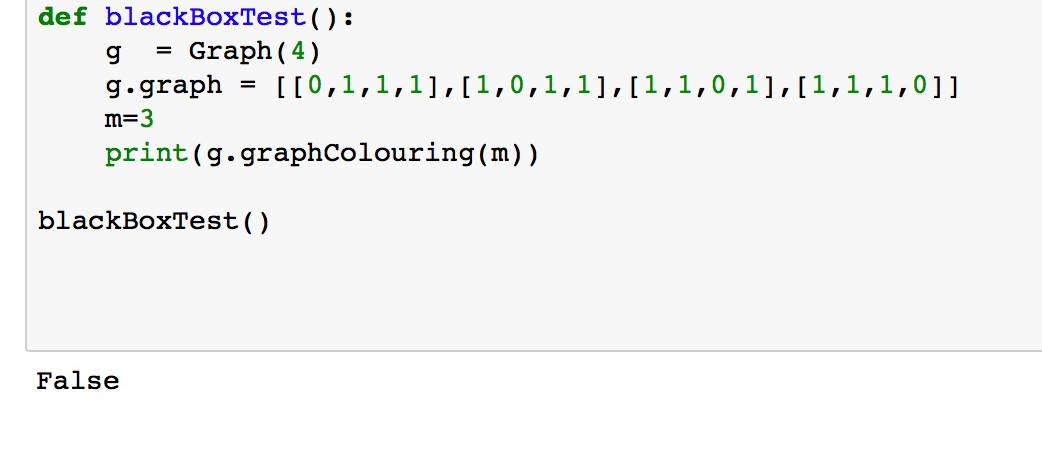 def blackBoxTest():
    g  = Graph(4)
    g.graph = [[0,1,1,1],[1,0,1,1],[1,1,0,1],[1,1,1,0]]
    m=3
    print(g.graphColouring(m))
blackBoxTest()
False